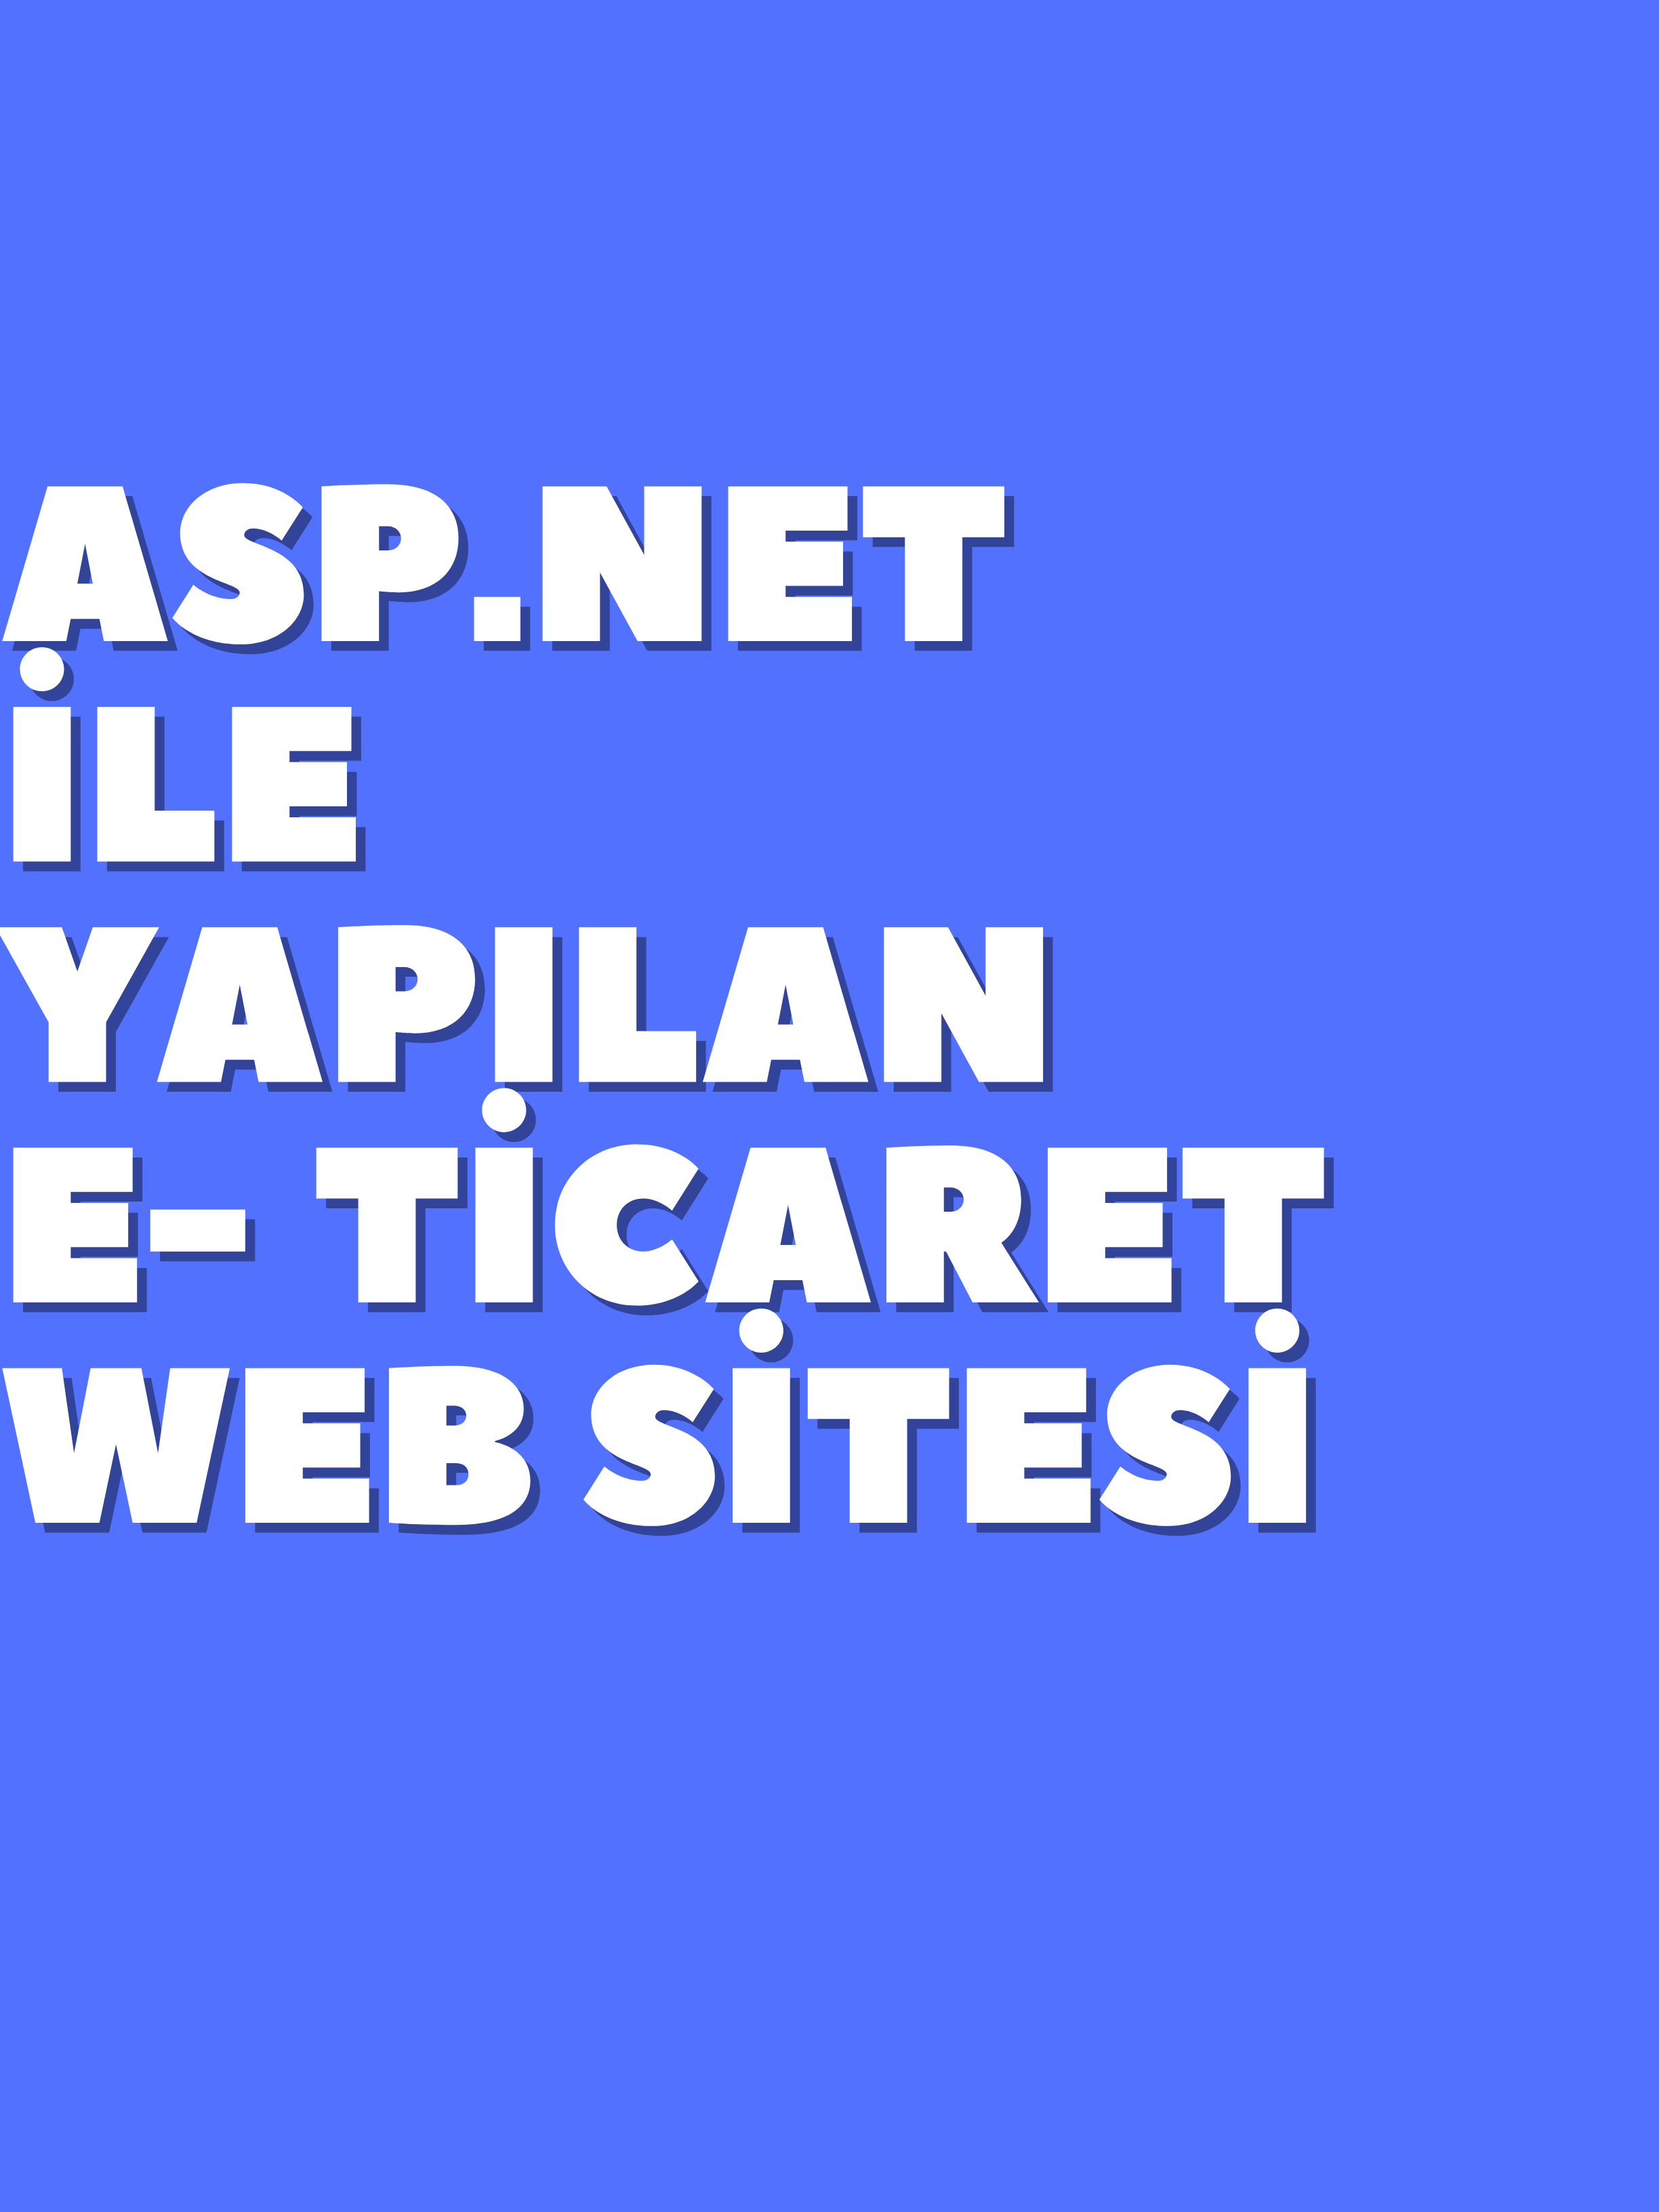 ASP.NET
İLE
YAPILAN
E- TİCARET
WEB SİTESİ